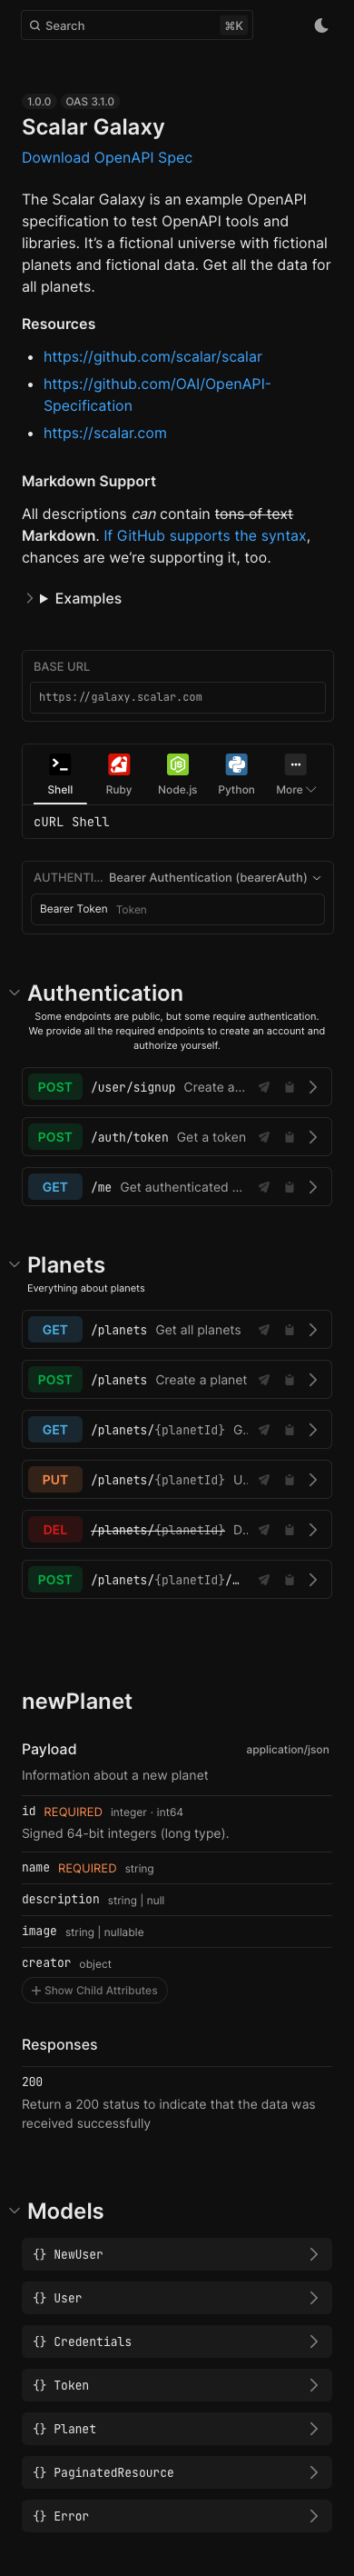 Search ⌘K
1.0.0 OAS 3.1.0
Scalar Galaxy
Download OpenAPI Spec
The Scalar Galaxy is an example OpenAPI
specification to test OpenAPI tools and
libraries. It’s a fictional universe with fictional
planets and fictional data. Get all the data for
all planets.
Resources
• https://github.com/scalar/scalar
• https://github.com/OAI/OpenAPI-
Specification
• https://scalar.com
Markdown Support
All descriptions can contain tons of text
Markdown. If GitHub supports the syntax,
chances are we’re supporting it, too.
Examples
BASE URL
https://galaxy.scalar.com
Shell Ruby Node.js Python More
cURL Shell
AUTHENTI... Bearer Authentication (bearerAuth)
Bearer Token Token
Authentication
Some endpoints are public, but some require authentication.
We provide all the required endpoints to create an account and
authorize yourself.
POST /user/signup Create a...
POST /auth/token Get a token
GET /me Get authenticated ...
Planets
Everything about planets
GET /planets Get all planets
POST /planets Create a planet
GET /planets/{planetId} G...
PUT /planets/{planetId} U...
DEL /planets/{planetId} D...
POST /planets/{planetId}/…
newPlanet
Payload application/json
Information about a new planet
id REQUIRED integer · int64
Signed 64-bit integers (long type).
name REQUIRED string
description string | null
image string | nullable
creator object
Show Child Attributes
Responses
200
Return a 200 status to indicate that the data was
received successfully
Models
{} NewUser
{} User
{} Credentials
{} Token
{} Planet
{} PaginatedResource
{} Error